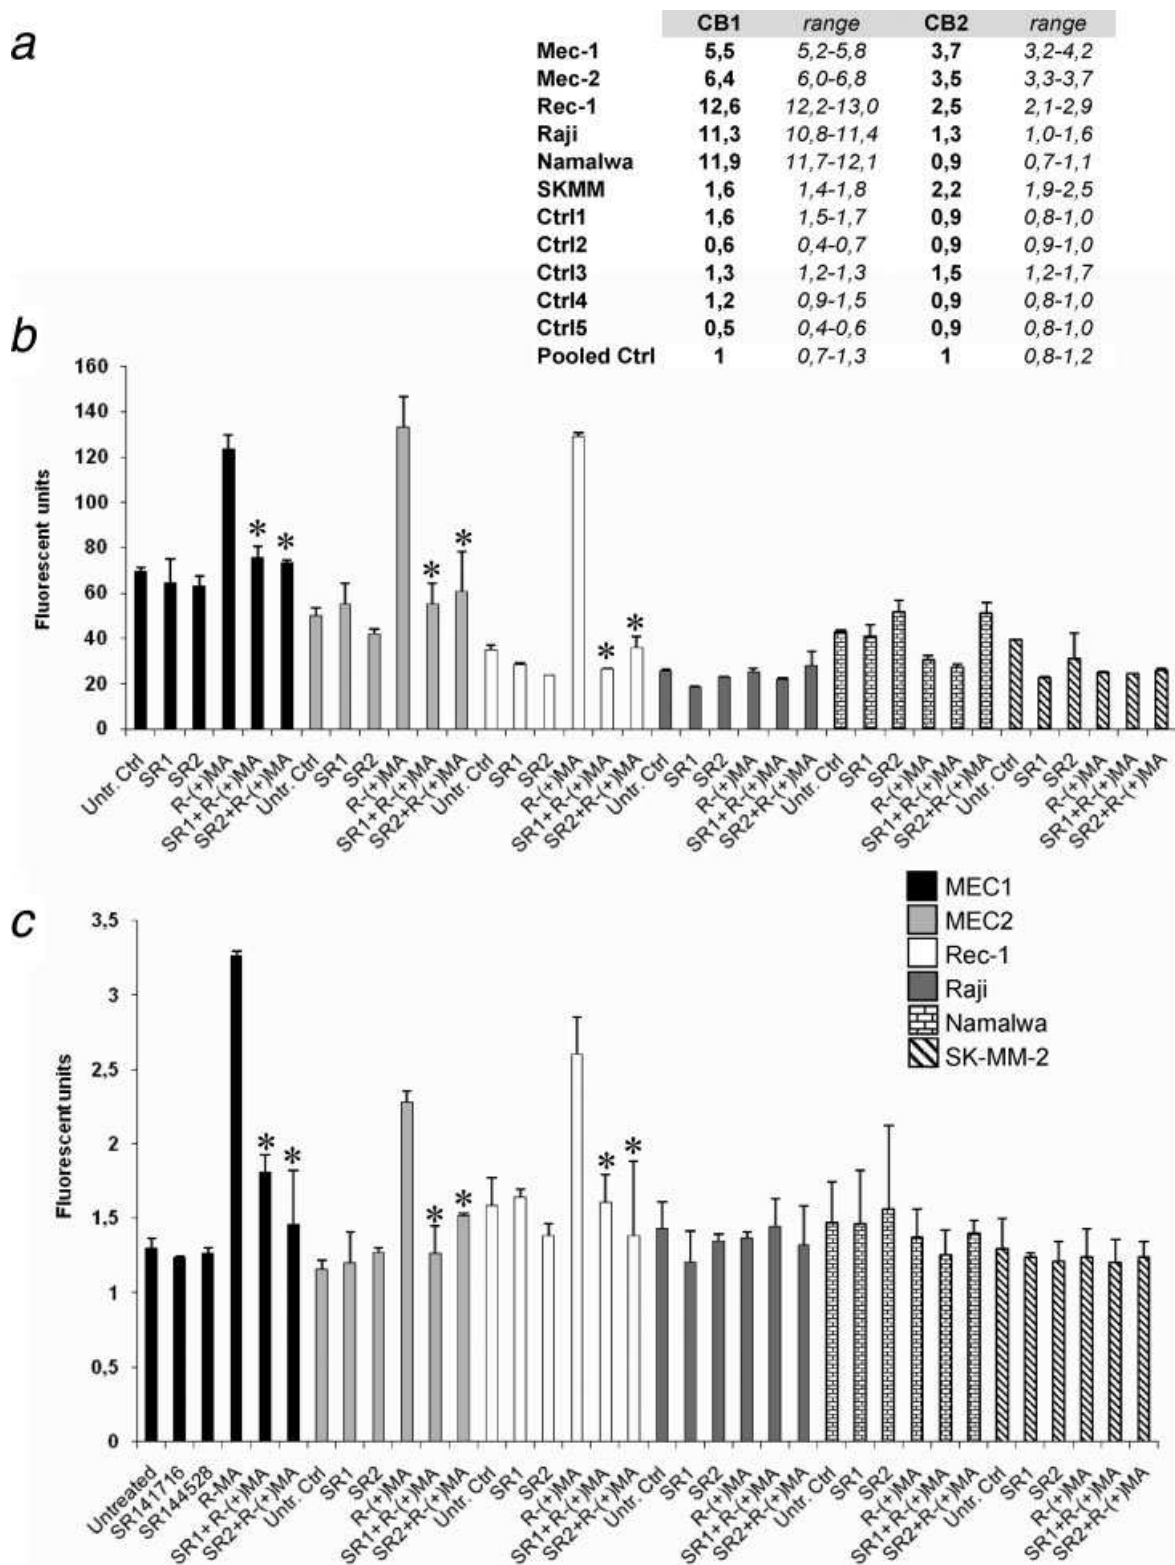 a
CB1 range CB2 range
Mec-1 5,5 5,2-5,8 3,7 3,2-4,2
Mec-2 6,4 6,0-6,8 3,5 3,3-3,7
Rec-1 12,6 12,2-13,0 2,5 2,1-2,9
Raji 11,3 10,8-11,4 1,3 1,0-1,6
Namalwa 11,9 11,7-12,1 0,9 0,7-1,1
SKMM 1,6 1,4-1,8 2,2 1,9-2,5
Ctrl1 1,6 1,5-1,7 0,9 0,8-1,0
Ctrl2 0,6 0,4-0,7 0,9 0,9-1,0
Ctrl3 1,3 1,2-1,3 1,5 1,2-1,7
Ctrl4 1,2 0,9-1,5 0,9 0,8-1,0
Ctrl5 0,5 0,4-0,6 0,9 0,8-1,0
Pooled Ctrl 1 0,7-1,3 1 0,8-1,2
b
160
140
120
100
80
60
40
20
0
Fluorescent units
* * * * * *
Untr. Ctrl
SR1
SR2
R-(+)MA
SR1+R-(+)MA
SR2+R-(+)MA
Untr. Ctrl
SR1
SR2
R-(+)MA
SR1+R-(+)MA
SR2+R-(+)MA
Untr. Ctrl
SR1
SR2
R-(+)MA
SR1+R-(+)MA
SR2+R-(+)MA
Untr. Ctrl
SR1
SR2
R-(+)MA
SR1+R-(+)MA
SR2+R-(+)MA
Untr. Ctrl
SR1
SR2
R-(+)MA
SR1+R-(+)MA
SR2+R-(+)MA
Untr. Ctrl
SR1
SR2
R-(+)MA
SR1+R-(+)MA
SR2+R-(+)MA
MEC1
MEC2
Rec-1
Raji
Namalwa
SK-MM-2
c
3,5
3
2,5
2
1,5
1
0,5
0
Fluorescent units
* * * * * *
Untreated
SR141716
SR144528
R-MA
SR1+R-(+)MA
SR2+R-(+)MA
Untr. Ctrl
SR1
SR2
R-(+)MA
SR1+R-(+)MA
SR2+R-(+)MA
Untr. Ctrl
SR1
SR2
R-(+)MA
SR1+R-(+)MA
SR2+R-(+)MA
Untr. Ctrl
SR1
SR2
R-(+)MA
SR1+R-(+)MA
SR2+R-(+)MA
Untr. Ctrl
SR1
SR2
R-(+)MA
SR1+R-(+)MA
SR2+R-(+)MA
Untr. Ctrl
SR1
SR2
R-(+)MA
SR1+R-(+)MA
SR2+R-(+)MA